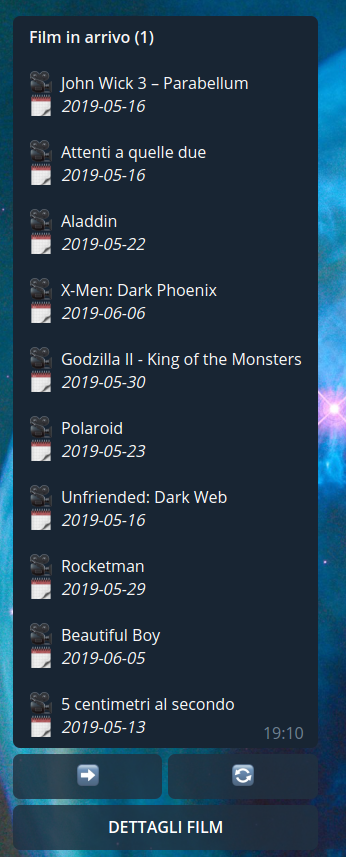 Film in arrivo (1)
John Wick 3 – Parabellum
2019-05-16
Attenti a quelle due
2019-05-16
Aladdin
2019-05-22
X-Men: Dark Phoenix
2019-06-06
Godzilla II - King of the Monsters
2019-05-30
Polaroid
2019-05-23
Unfriended: Dark Web
2019-05-16
Rocketman
2019-05-29
Beautiful Boy
2019-06-05
5 centimetri al secondo
2019-05-13
19:10
DETTAGLI FILM